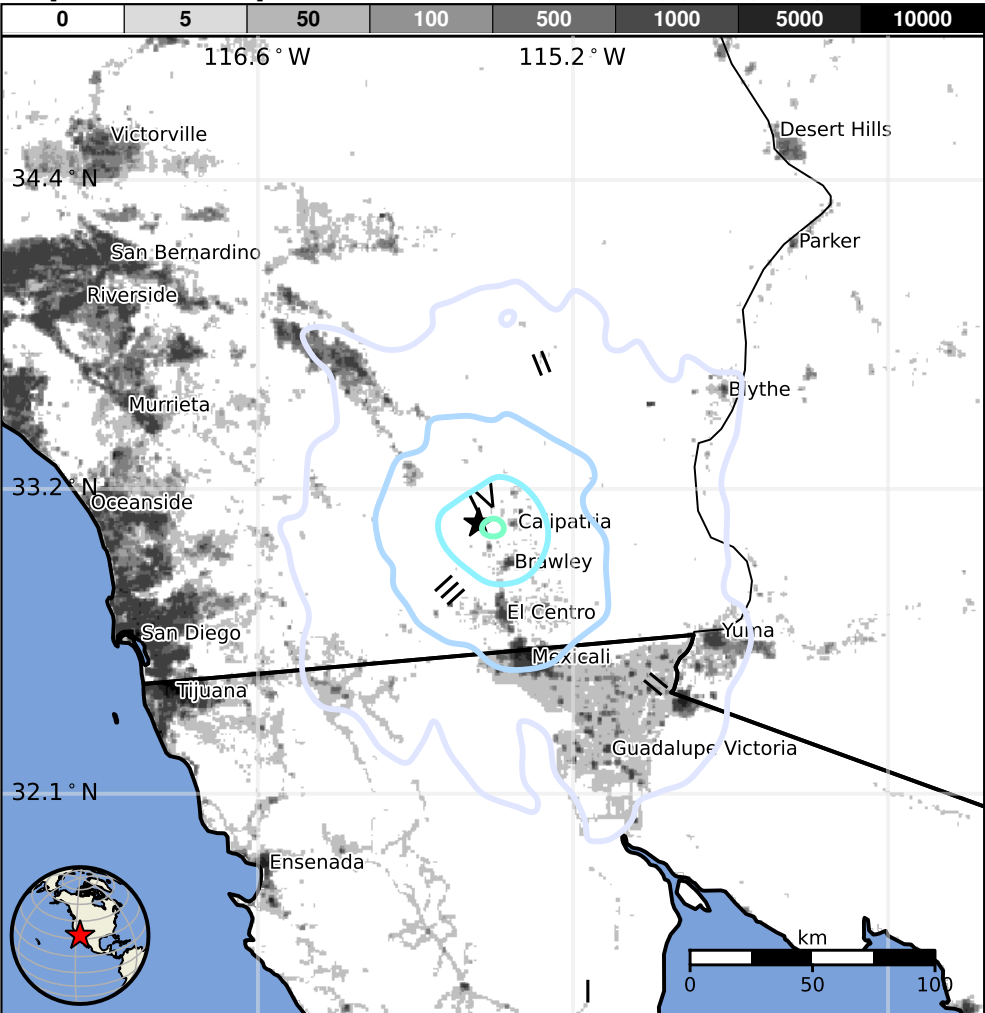 0 5 50 100 500 1000 5000 10000
116.6°W 115.2°W
Desert Hills
Victorville
34.4°N
Parker
San Bernardino
Riverside
II
Blythe
Murrieta
33.2°N
IV
Oceanside
Calipatria
Brawley
III
El Centro
Yuma
San Diego
Mexicali
II
Tijuana
Guadalupe Victoria
32.1°N
Ensenada
km
0 50 100
I